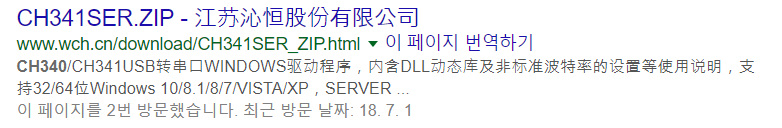 CH341SER.ZIP - 江苏沁恒股份有限公司
www.wch.cn/download/CH341SER_ZIP.html ▼ 이 페이지 번역하기
CH340/CH341USB转串口WINDOWS驱动程序，内含DLL动态库及非标准波特率的设置等使用说明，支
持32/64位Windows 10/8.1/8/7/VISTA/XP，SERVER ...
이 페이지를 2번 방문했습니다. 최근 방문 날짜: 18. 7. 1